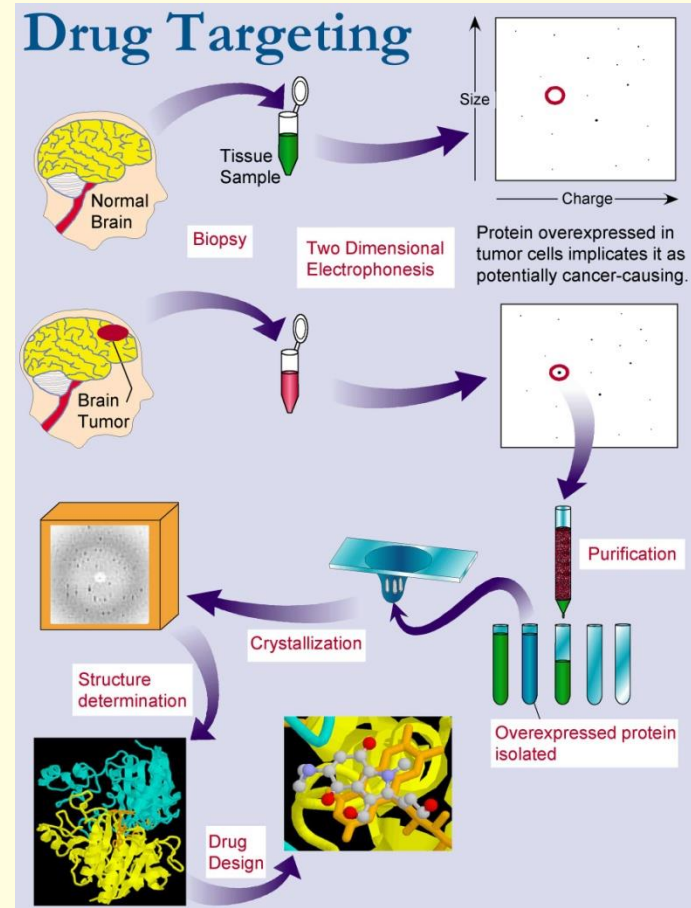 Drug Targeting
Size
Tissue
Sample
Normal
Brain
Charge
Biopsy
Two Dimensional
Electrophonesis
Protein overexpressed in
tumor cells implicates it as
potentially cancer-causing.
Brain
Tumor
Purification
Crystallization
Structure
determination
Overexpressed protein
isolated
Drug
Design